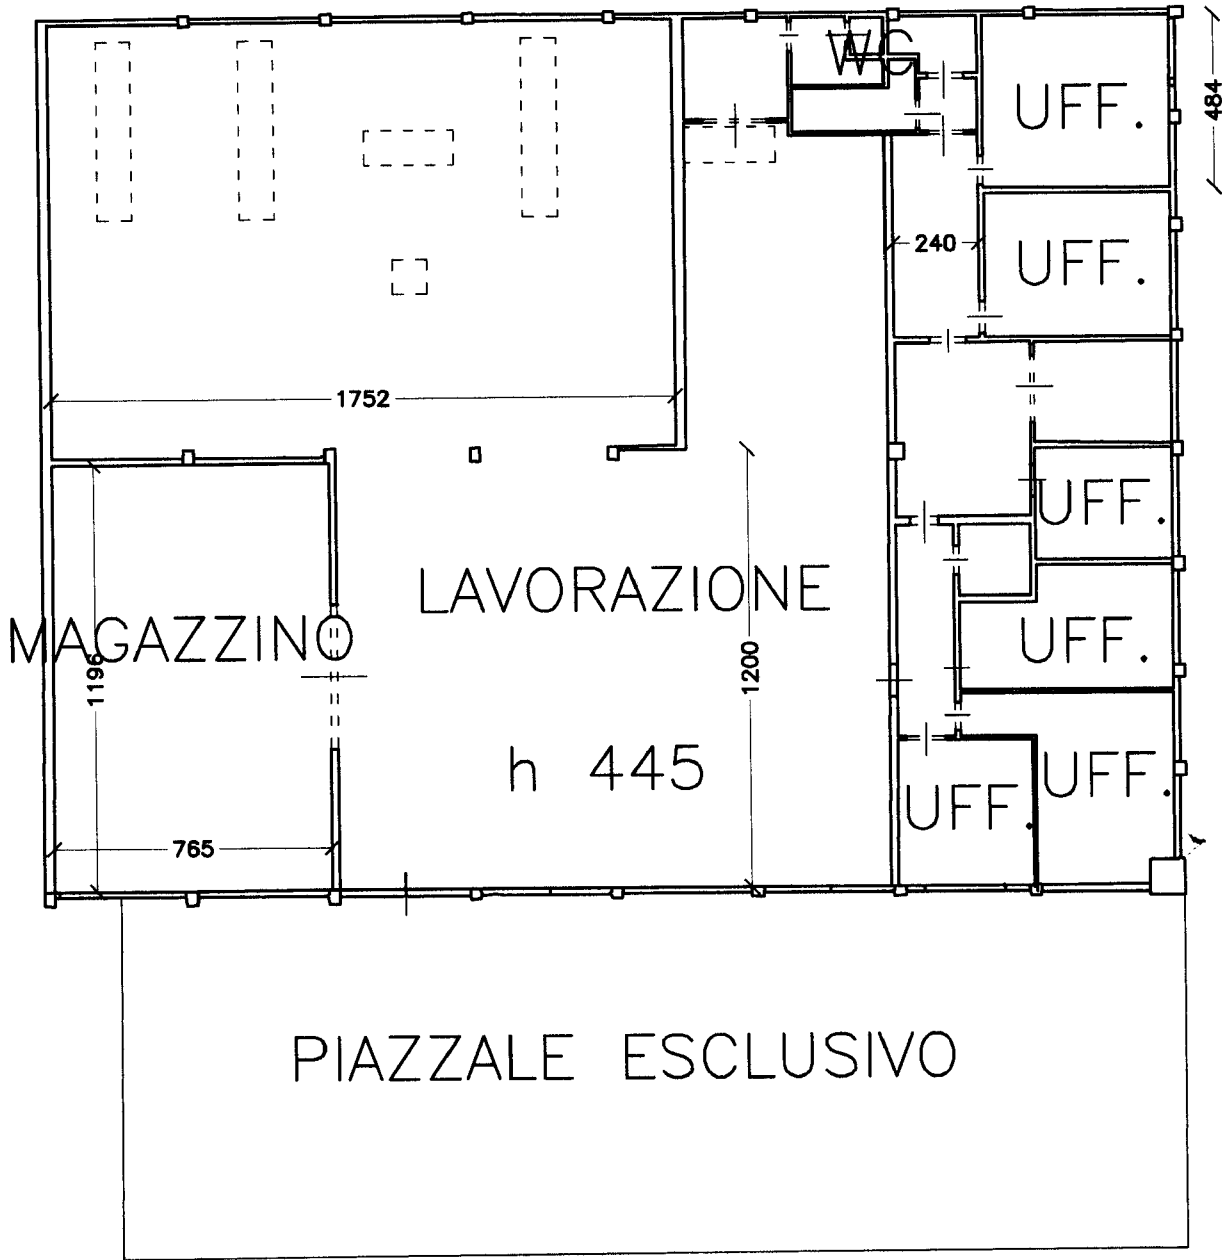 WC
UFF.
484
UFF.
240
1752
UFF.
LAVORAZIONE
MAGAZZINO
1196
1200
UFF.
h 445
UFF.
UFF.
765
PIAZZALE ESCLUSIVO